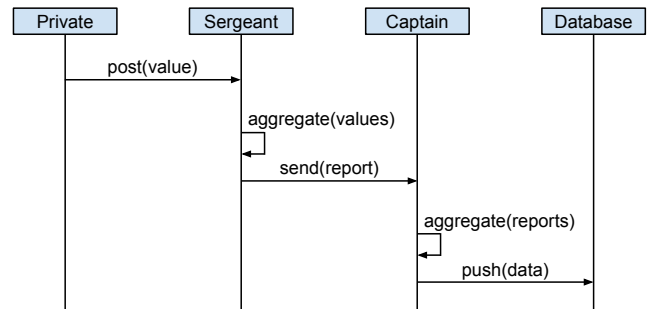 Private
Sergeant
Captain
Database
post(value)
aggregate(values)
send(report)
aggregate(reports)
push(data)